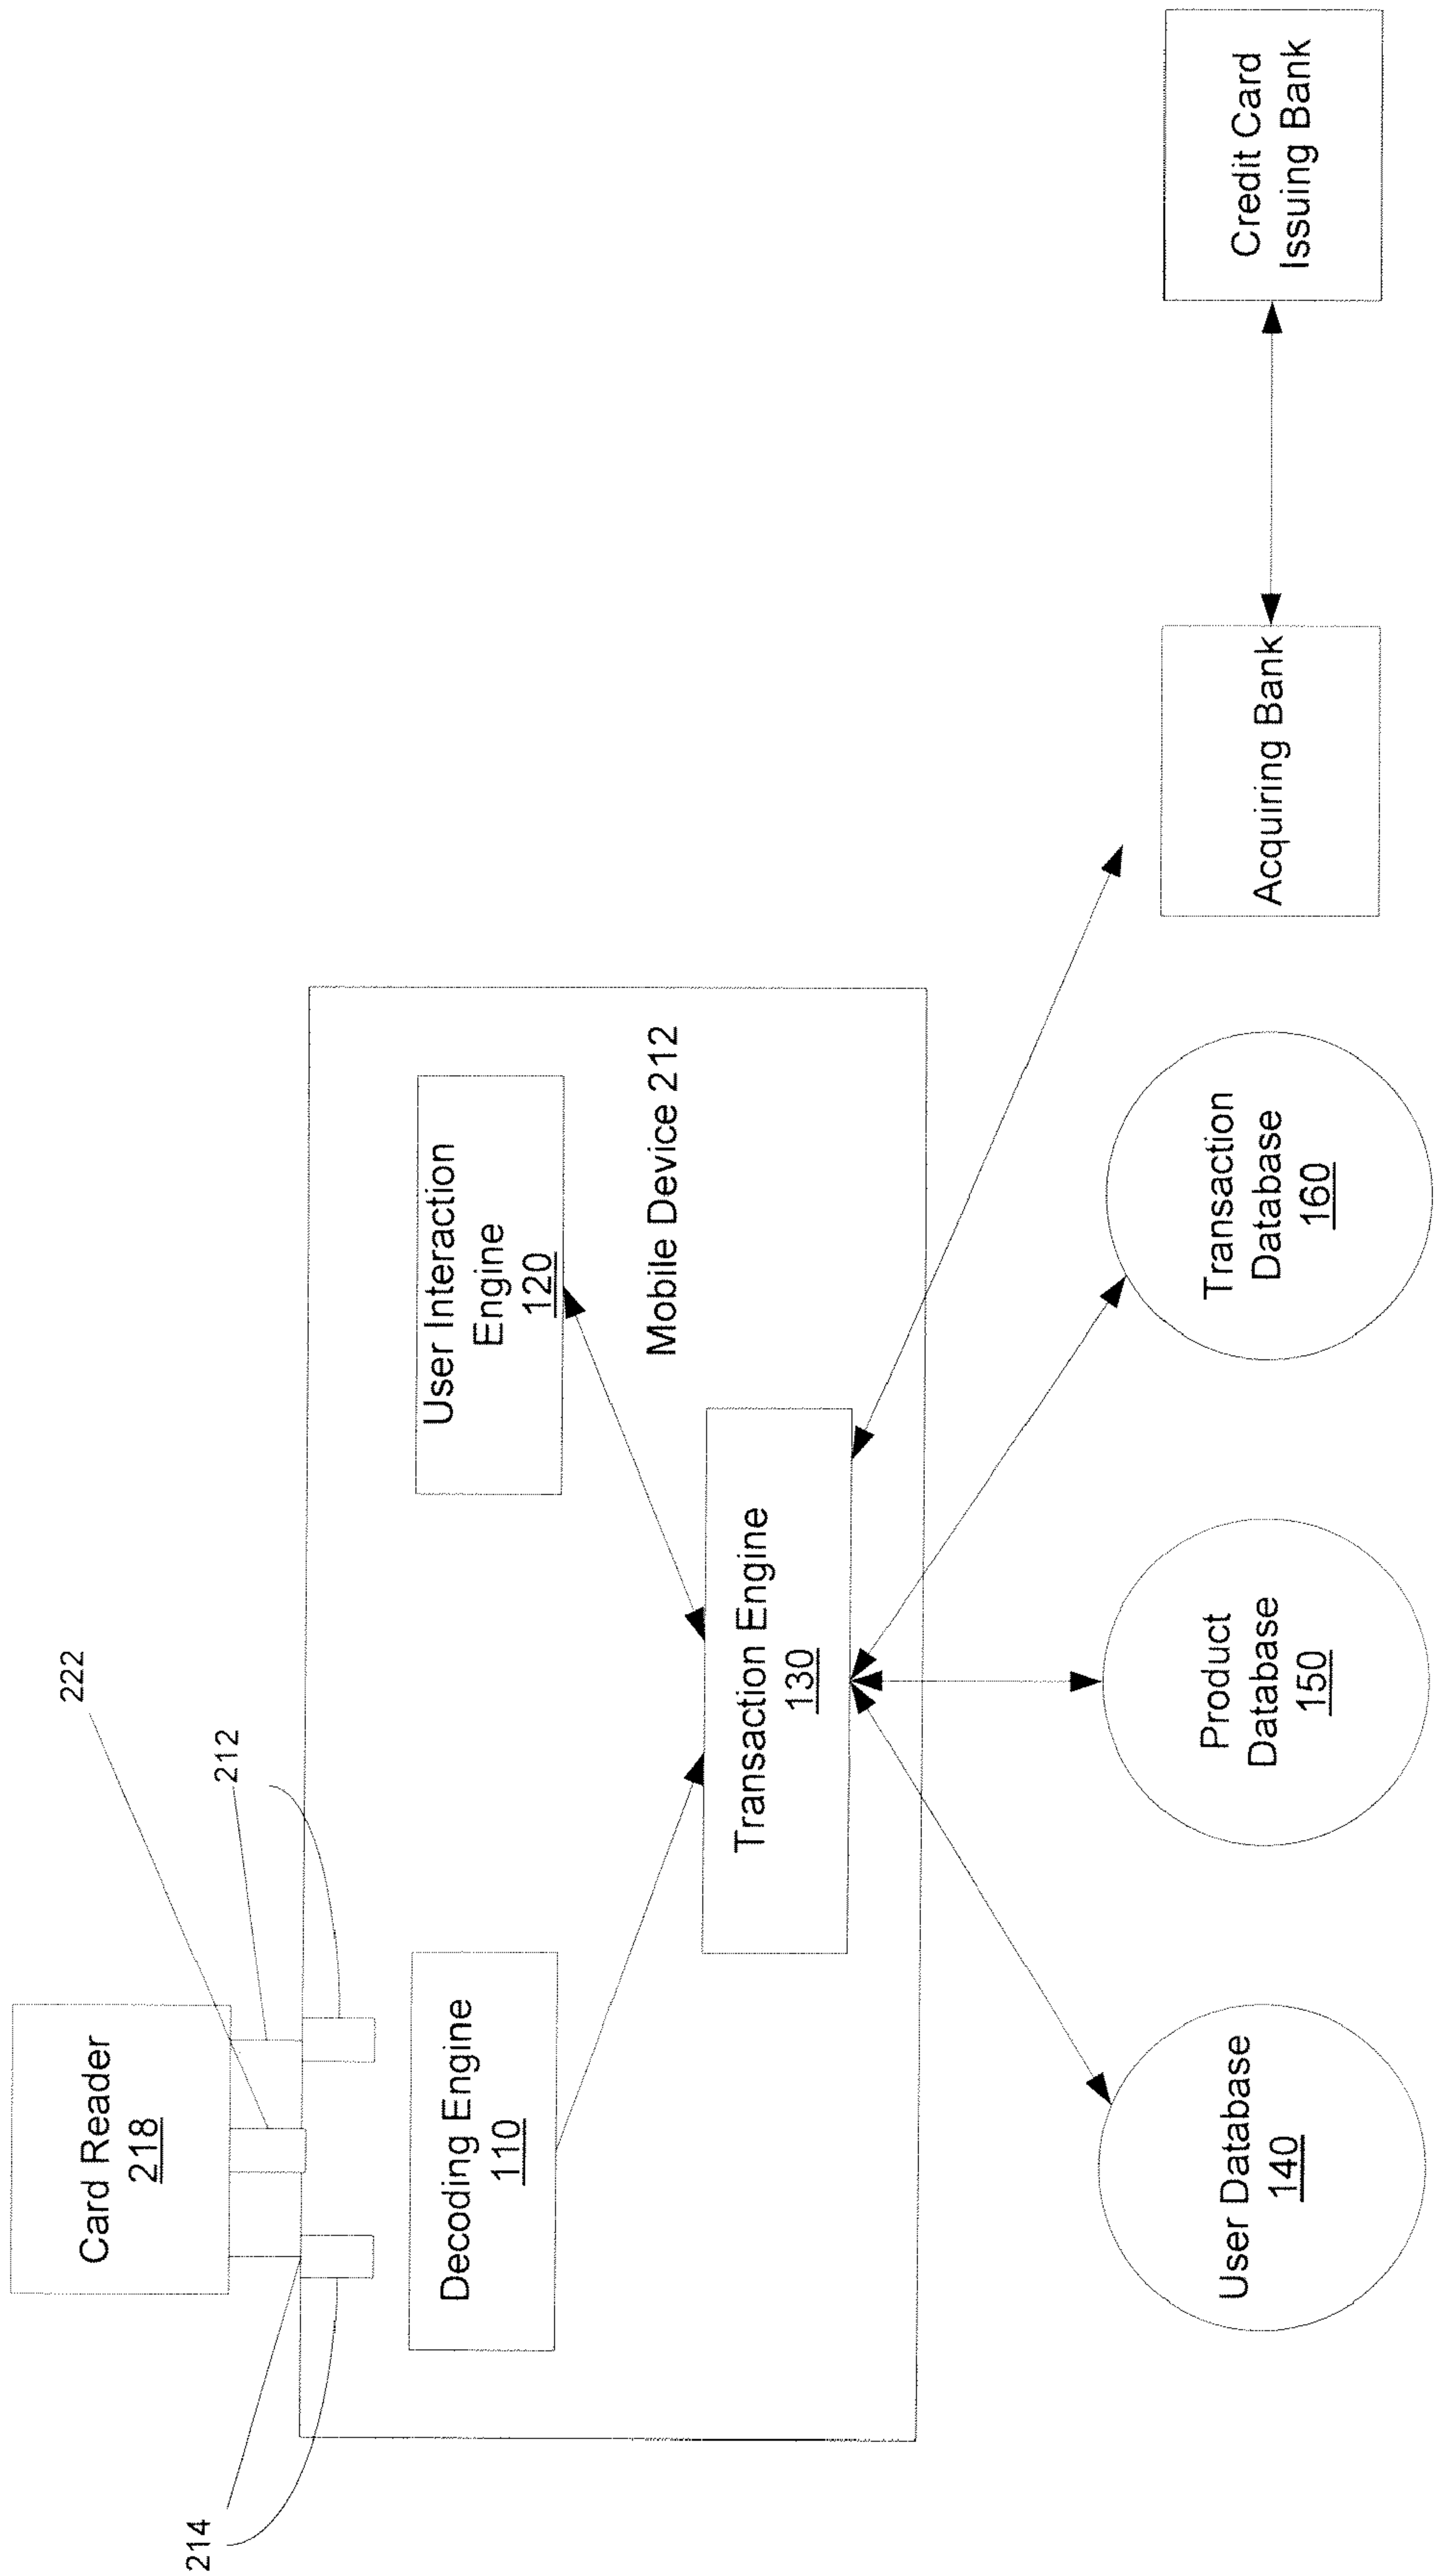 222
212
214
Card Reader
218
Decoding Engine
110
User Interaction
Engine
120
Mobile Device 212
Transaction Engine
130
User Database
140
Product
Database
150
Transaction
Database
160
Acquiring Bank
Credit Card
Issuing Bank